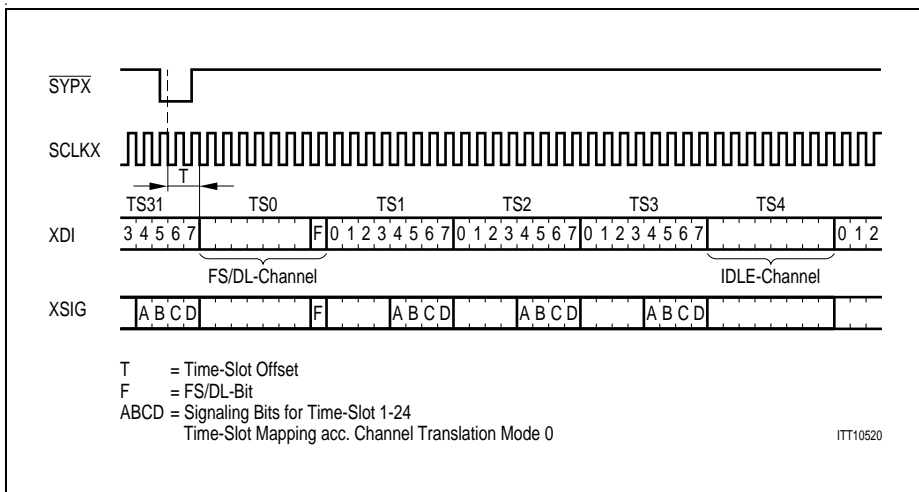 SYPX
SCLKX
T
TS31 TS0 TS1 TS2 TS3 TS4
XDI 3 4 5 6 7 F 0 1 2 3 4 5 6 7 0 1 2 3 4 5 6 7 0 1 2 3 4 5 6 7 0 1 2
FS/DL-Channel IDLE-Channel
XSIG A B C D F A B C D A B C D A B C D
T = Time-Slot Offset
F = FS/DL-Bit
ABCD = Signaling Bits for Time-Slot 1-24
Time-Slot Mapping acc. Channel Translation Mode 0
ITT10520